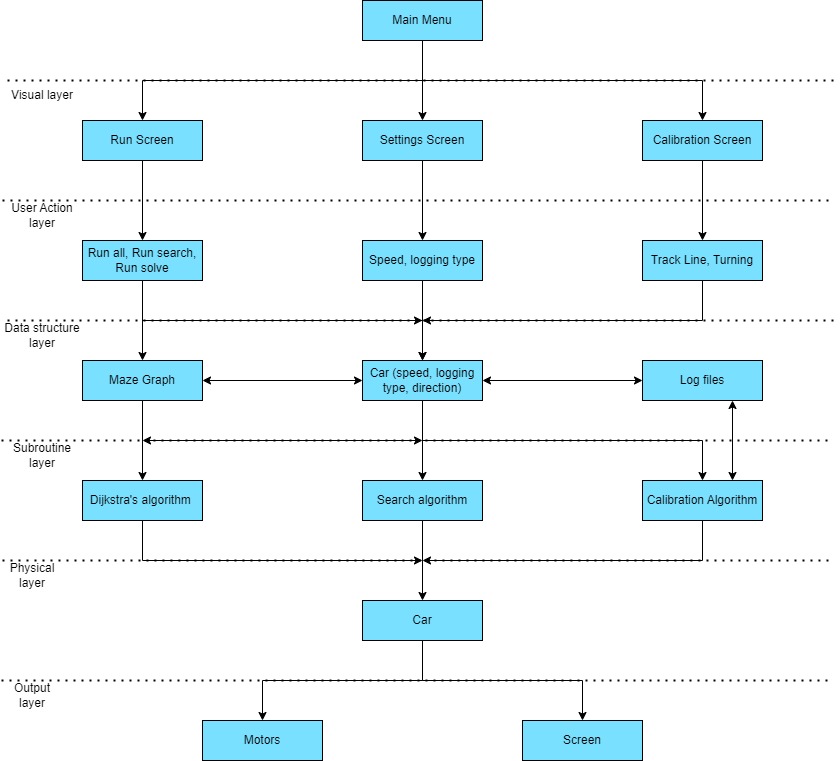 Main Menu
Visual layer
Run Screen
Settings Screen
Calibration Screen
User Action
layer
Run all, Run search,
Run solve
Speed, logging type
Track Line, Turning
Data structure
layer
Maze Graph
Car (speed, logging
type, direction)
Log files
Subroutine
layer
Dijkstra's algorithm
Search algorithm
Calibration Algorithm
Physical
layer
Car
Output
layer
Motors
Screen